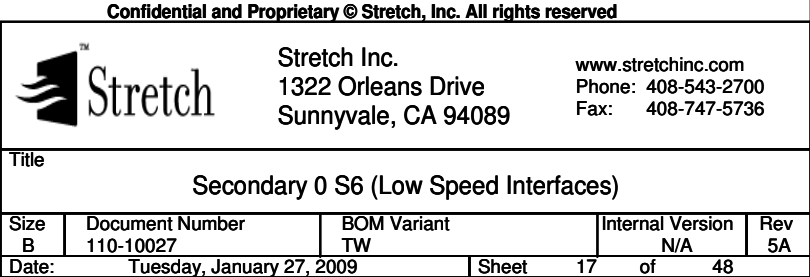 Confidential and Proprietary © Stretch, Inc. All rights reserved
™
Stretch
Stretch Inc.
1322 Orleans Drive
Sunnyvale, CA 94089
www.stretchinc.com
Phone: 408-543-2700
Fax: 408-747-5736
Title
Secondary 0 S6 (Low Speed Interfaces)
Size Document Number BOM Variant Internal Version Rev
B 110-10027 TW N/A 5A
Date: Tuesday, January 27, 2009 Sheet 17 of 48